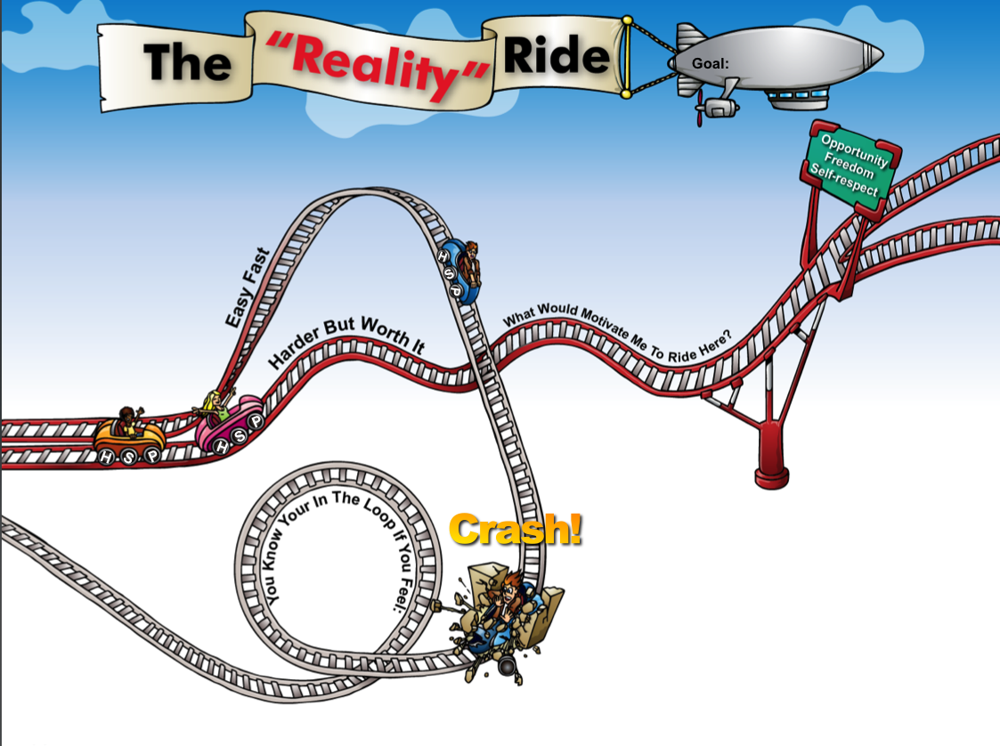 The "Reality" Ride
Goal:
Opportunity
Freedom
Self-respect
Easy Fast
Harder But Worth It
What Would Motivate Me To Ride Here?
H S P
H S P
H S P
You Know Your In The Loop If You Feel:
Crash!